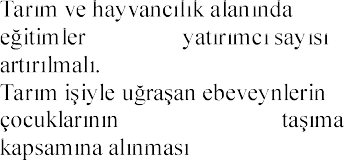 Tarım ve hayvancılık alanında
eğitimler yatırımcı sayısı
artırılmalı.
Tarım işiyle uğraşan ebeveynlerin
çocuklarının taşıma
kapsamına alınması